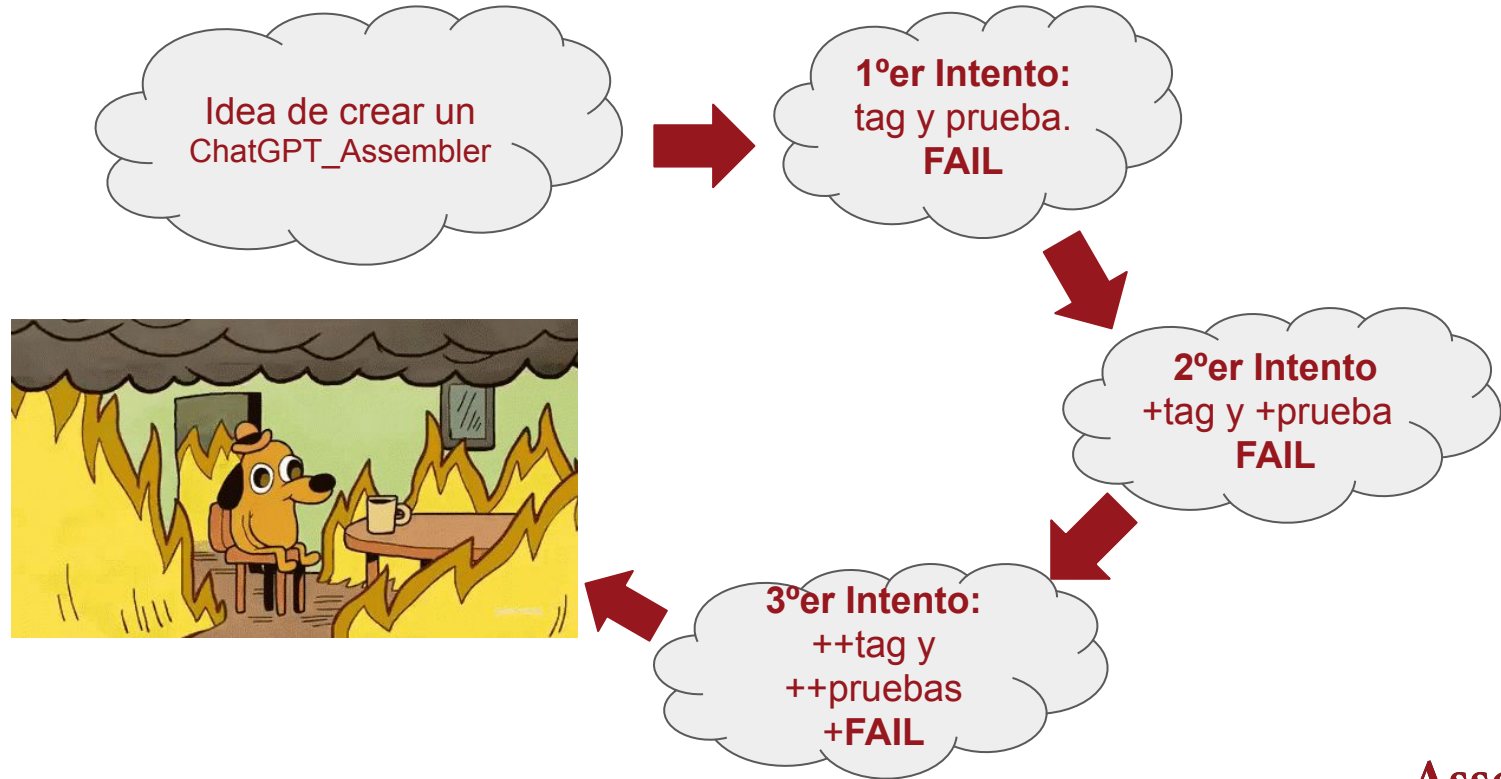 Idea de crear un
ChatGPT_Assembler
1ºer Intento:
tag y prueba.
FAIL
2ºer Intento
+tag y +prueba
FAIL
3ºer Intento:
++tag y
++pruebas
+FAIL